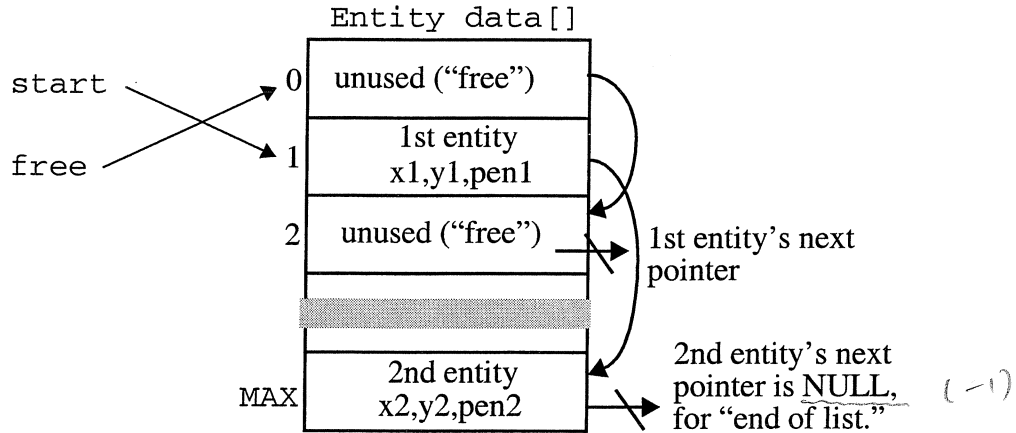 Entity data[]
start
free
0
unused (“free”)
1
1st entity
x1,y1,pen1
2
unused (“free”)
1st entity’s next
pointer
MAX
2nd entity
x2,y2,pen2
2nd entity’s next
pointer is NULL,
for “end of list.”
(-1)